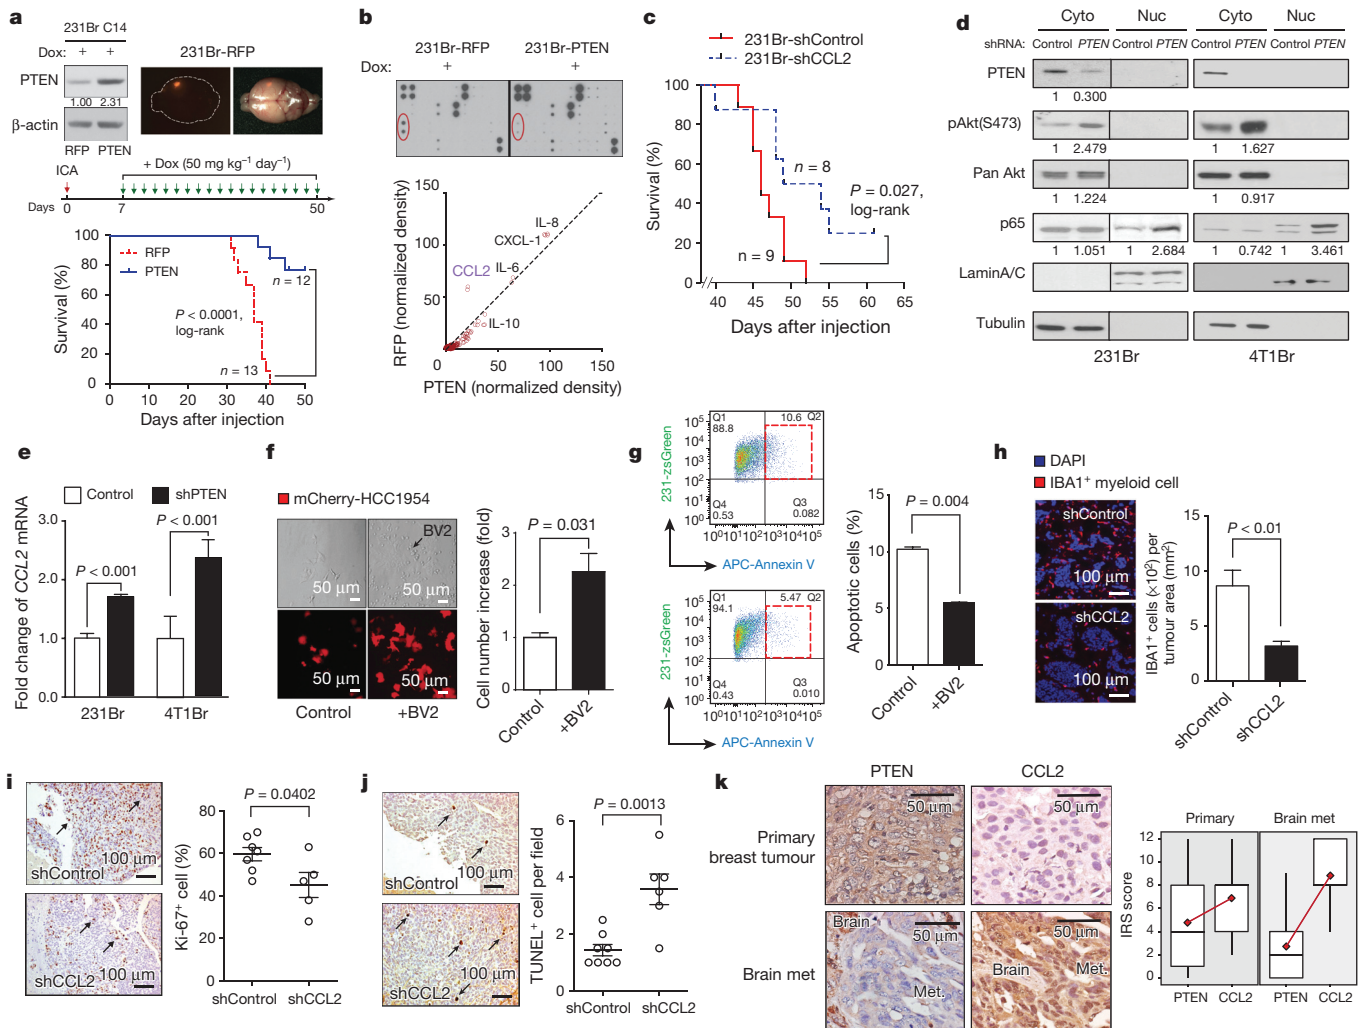 a
231Br C14
Dox: + +
PTEN
1.00 2.31
β-actin
RFP PTEN
231Br-RFP
ICA
+ Dox (50 mg kg⁻¹ day⁻¹)
Days 0 7 50
Survival (%)
100
80
60
40
20
0
RFP
PTEN
n = 12
P < 0.0001,
log-rank
n = 13
0 10 20 30 40 50
Days after injection
b
231Br-RFP 231Br-PTEN
Dox: + +
RFP (normalized density)
150
100
50
0
IL-8
CXCL-1
CCL2
IL-6
IL-10
50 100 150
PTEN (normalized density)
c
231Br-shControl
231Br-shCCL2
Survival (%)
100
80
60
40
20
0
n = 8
P = 0.027,
log-rank
n = 9
40 45 50 55 60 65
Days after injection
d
Cyto Nuc Cyto Nuc
shRNA: Control PTEN Control PTEN Control PTEN Control PTEN
PTEN
1 0.300
pAkt(S473)
1 2.479 1 1.627
Pan Akt
1 1.224 1 0.917
p65
1 1.051 1 2.684 1 0.742 1 3.461
LaminA/C
Tubulin
231Br 4T1Br
e
Control shPTEN
Fold change of CCL2 mRNA
3.0
2.0
1.0
0.0
P < 0.001
P < 0.001
231Br 4T1Br
f
mCherry-HCC1954
BV2
50 µm 50 µm
50 µm 50 µm
Control +BV2
Cell number increase (fold)
3
2
1
0
P = 0.031
Control
+BV2
g
231-zsGreen
10⁵
10⁴
10³
10²
10¹
10⁰
Q1
88.8
10.6 Q2
Q4
0.53
Q3
0.082
10⁰10¹10²10³10⁴10⁵
APC-Annexin V
231-zsGreen
10⁵
10⁴
10³
10²
10¹
10⁰
Q1
94.1
5.47 Q2
Q4
0.43
Q3
0.010
10⁰10¹10²10³10⁴10⁵
APC-Annexin V
Apoptotic cells (%)
15
10
5
0
P = 0.004
Control
+BV2
h
DAPI
IBA1⁺ myeloid cell
shControl
100 µm
shCCL2
100 µm
IBA1⁺ cells (×10²) per
tumour area (mm²)
15
10
5
0
P < 0.01
shControl
shCCL2
i
100 µm
shControl
100 µm
shCCL2
Ki-67⁺ cell (%)
80
60
40
20
0
P = 0.0402
shControl shCCL2
j
100 µm
shControl
100 µm
shCCL2
TUNEL⁺ cell per field
6
4
2
0
P = 0.0013
shControl shCCL2
k
PTEN CCL2
Primary
breast tumour
50 µm 50 µm
Brain met
Brain 50 µm
Met.
50 µm
Brain Met.
Primary Brain met
IRS score
12
10
8
6
4
2
0
PTEN CCL2 PTEN CCL2